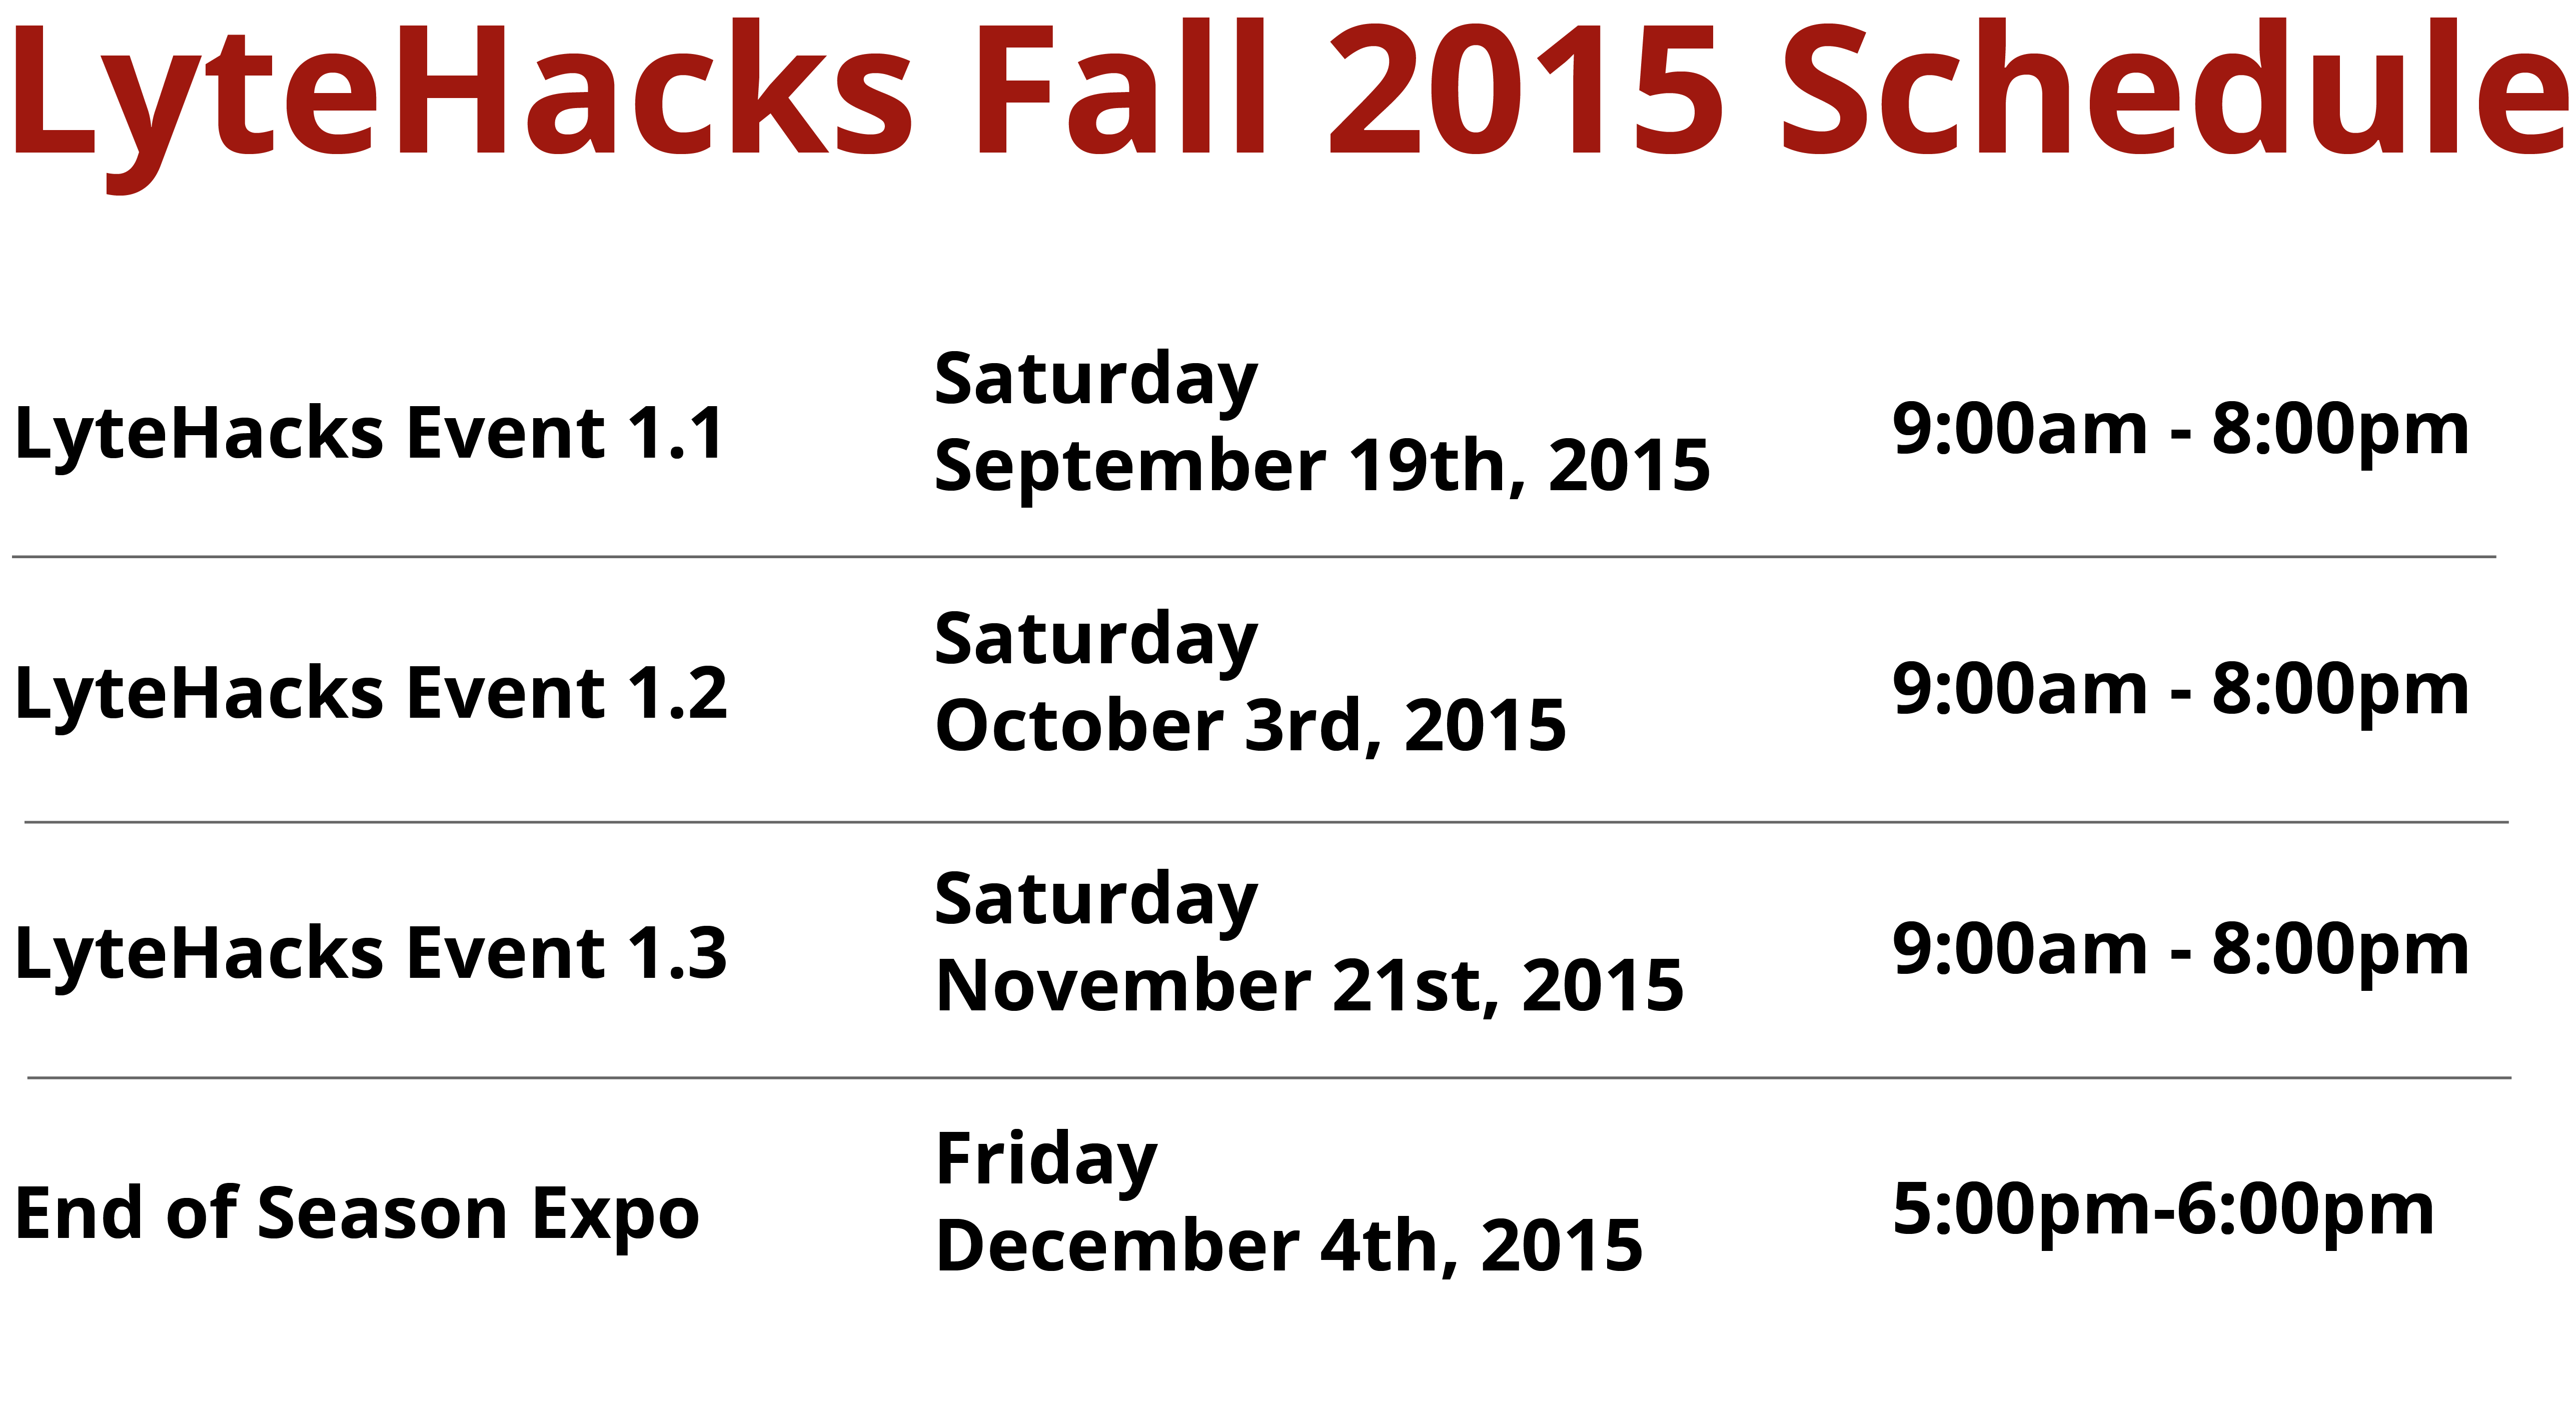 LyteHacks Fall 2015 Schedule
LyteHacks Event 1.1
Saturday
September 19th, 2015
9:00am - 8:00pm
LyteHacks Event 1.2
Saturday
October 3rd, 2015
9:00am - 8:00pm
LyteHacks Event 1.3
Saturday
November 21st, 2015
9:00am - 8:00pm
End of Season Expo
Friday
December 4th, 2015
5:00pm-6:00pm